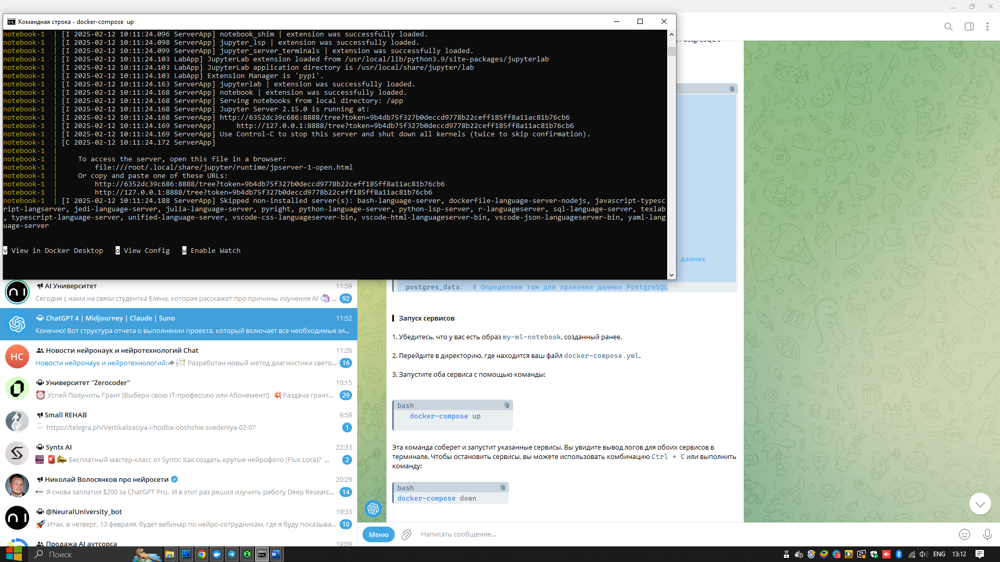 Командная строка - docker-compose up
notebook-1 | [I 2025-02-12 10:11:24.096 ServerApp] notebook_shim | extension was successfully loaded.
notebook-1 | [I 2025-02-12 10:11:24.098 ServerApp] jupyter_lsp | extension was successfully loaded.
notebook-1 | [I 2025-02-12 10:11:24.099 ServerApp] jupyter_server_terminals | extension was successfully loaded.
notebook-1 | [I 2025-02-12 10:11:24.103 LabApp] JupyterLab extension loaded from /usr/local/lib/python3.9/site-packages/jupyterlab
notebook-1 | [I 2025-02-12 10:11:24.103 LabApp] JupyterLab application directory is /usr/local/share/jupyter/lab
notebook-1 | [I 2025-02-12 10:11:24.103 LabApp] Extension Manager is 'pypi'.
notebook-1 | [I 2025-02-12 10:11:24.163 ServerApp] jupyterlab | extension was successfully loaded.
notebook-1 | [I 2025-02-12 10:11:24.168 ServerApp] notebook | extension was successfully loaded.
notebook-1 | [I 2025-02-12 10:11:24.168 ServerApp] Serving notebooks from local directory: /app
notebook-1 | [I 2025-02-12 10:11:24.168 ServerApp] Jupyter Server 2.15.0 is running at:
notebook-1 | [I 2025-02-12 10:11:24.168 ServerApp] http://6352dc39c686:8888/tree?token=9b4db75f327b0deccd9778b22ceff185ff8a11ac81b76cb6
notebook-1 | [I 2025-02-12 10:11:24.169 ServerApp] http://127.0.0.1:8888/tree?token=9b4db75f327b0deccd9778b22ceff185ff8a11ac81b76cb6
notebook-1 | [I 2025-02-12 10:11:24.169 ServerApp] Use Control-C to stop this server and shut down all kernels (twice to skip confirmation).
notebook-1 | [C 2025-02-12 10:11:24.172 ServerApp]
notebook-1 |
notebook-1 | To access the server, open this file in a browser:
notebook-1 | file:///root/.local/share/jupyter/runtime/jpserver-1-open.html
notebook-1 | Or copy and paste one of these URLs:
notebook-1 | http://6352dc39c686:8888/tree?token=9b4db75f327b0deccd9778b22ceff185ff8a11ac81b76cb6
notebook-1 | http://127.0.0.1:8888/tree?token=9b4db75f327b0deccd9778b22ceff185ff8a11ac81b76cb6
notebook-1 | [I 2025-02-12 10:11:24.188 ServerApp] Skipped non-installed server(s): bash-language-server, dockerfile-language-server-nodejs, javascript-typesc
ript-langserver, jedi-language-server, julia-language-server, pyright, python-language-server, python-lsp-server, r-languageserver, sql-language-server, texlab
, typescript-language-server, unified-language-server, vscode-css-languageserver-bin, vscode-html-languageserver-bin, vscode-json-languageserver-bin, yaml-lang
uage-server
v View in Docker Desktop o View Config w Enable Watch
AI Университет 11:59
Сегодня с нами на связи студентка Елена, которая расскажет про причины изучения AI ... 92
ChatGPT 4 | Midjourney | Claude | Suno 11:52
Конечно! Вот структура отчета о выполнении проекта, который включает все необходимые эл...
НС
Новости нейронаук и нейротехнологий Chat 11:26
Новости нейронаук и нейротехнологий: Разработан новый метод диагностики свето... 16
Университет "Zerocoder" 10:15
Успей Получить Грант [Выбери свою IT-профессию или Абонемент!] Раздача грант... 29
Small REHAB 9:58
https://telegra.ph/Vertikalizaciya-i-hodba-obshchie-svedeniya-02-07 1
Syntx AI 22:33
Бесплатный мастер-класс от Syntx: Как создать крутые нейрофото (Flux Lora)? ... 2
Николай Волосянков про нейросети 20:29
Я снова заплатил $200 за ChatGPT Pro. И в этот раз решил изучить работу Deep Researc... 14
@NeuralUniversity_bot 19:33
Итак, в четверг, 13 февраля, будет вебинар по нейро-сотрудникам, где я буду показыва... 10
Продажа AI аутсорса 19:09
данных
postgres_data: # Определяем том для хранения данных PostgreSQL
Запуск сервисов
1. Убедитесь, что у вас есть образ my-ml-notebook, созданный ранее.
2. Перейдите в директорию, где находится ваш файл docker-compose.yml.
3. Запустите оба сервиса с помощью команды:
bash
docker-compose up
Эта команда соберет и запустит указанные сервисы. Вы увидите вывод логов для обоих сервисов в
терминале. Чтобы остановить сервисы, вы можете использовать комбинацию Ctrl + C или выполнить
команду:
bash
docker-compose down
Меню
Написать сообщение...
Поиск
ENG 13:12